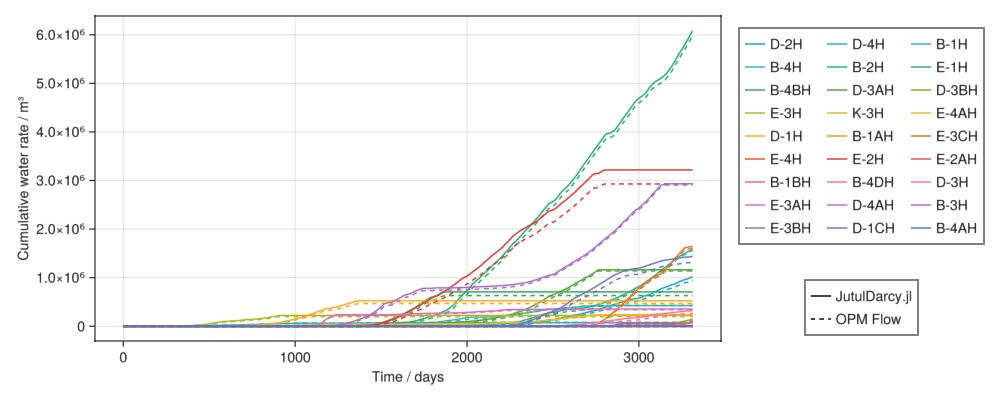 Cumulative water rate / m³
6.0×10⁶
5.0×10⁶
4.0×10⁶
3.0×10⁶
2.0×10⁶
1.0×10⁶
0
0 1000 2000 3000
Time / days
D-2H D-4H B-1H
B-4H B-2H E-1H
B-4BH D-3AH D-3BH
E-3H K-3H E-4AH
D-1H B-1AH E-3CH
E-4H E-2H E-2AH
B-1BH B-4DH D-3H
E-3AH D-4AH B-3H
E-3BH D-1CH B-4AH
JutulDarcy.jl
OPM Flow